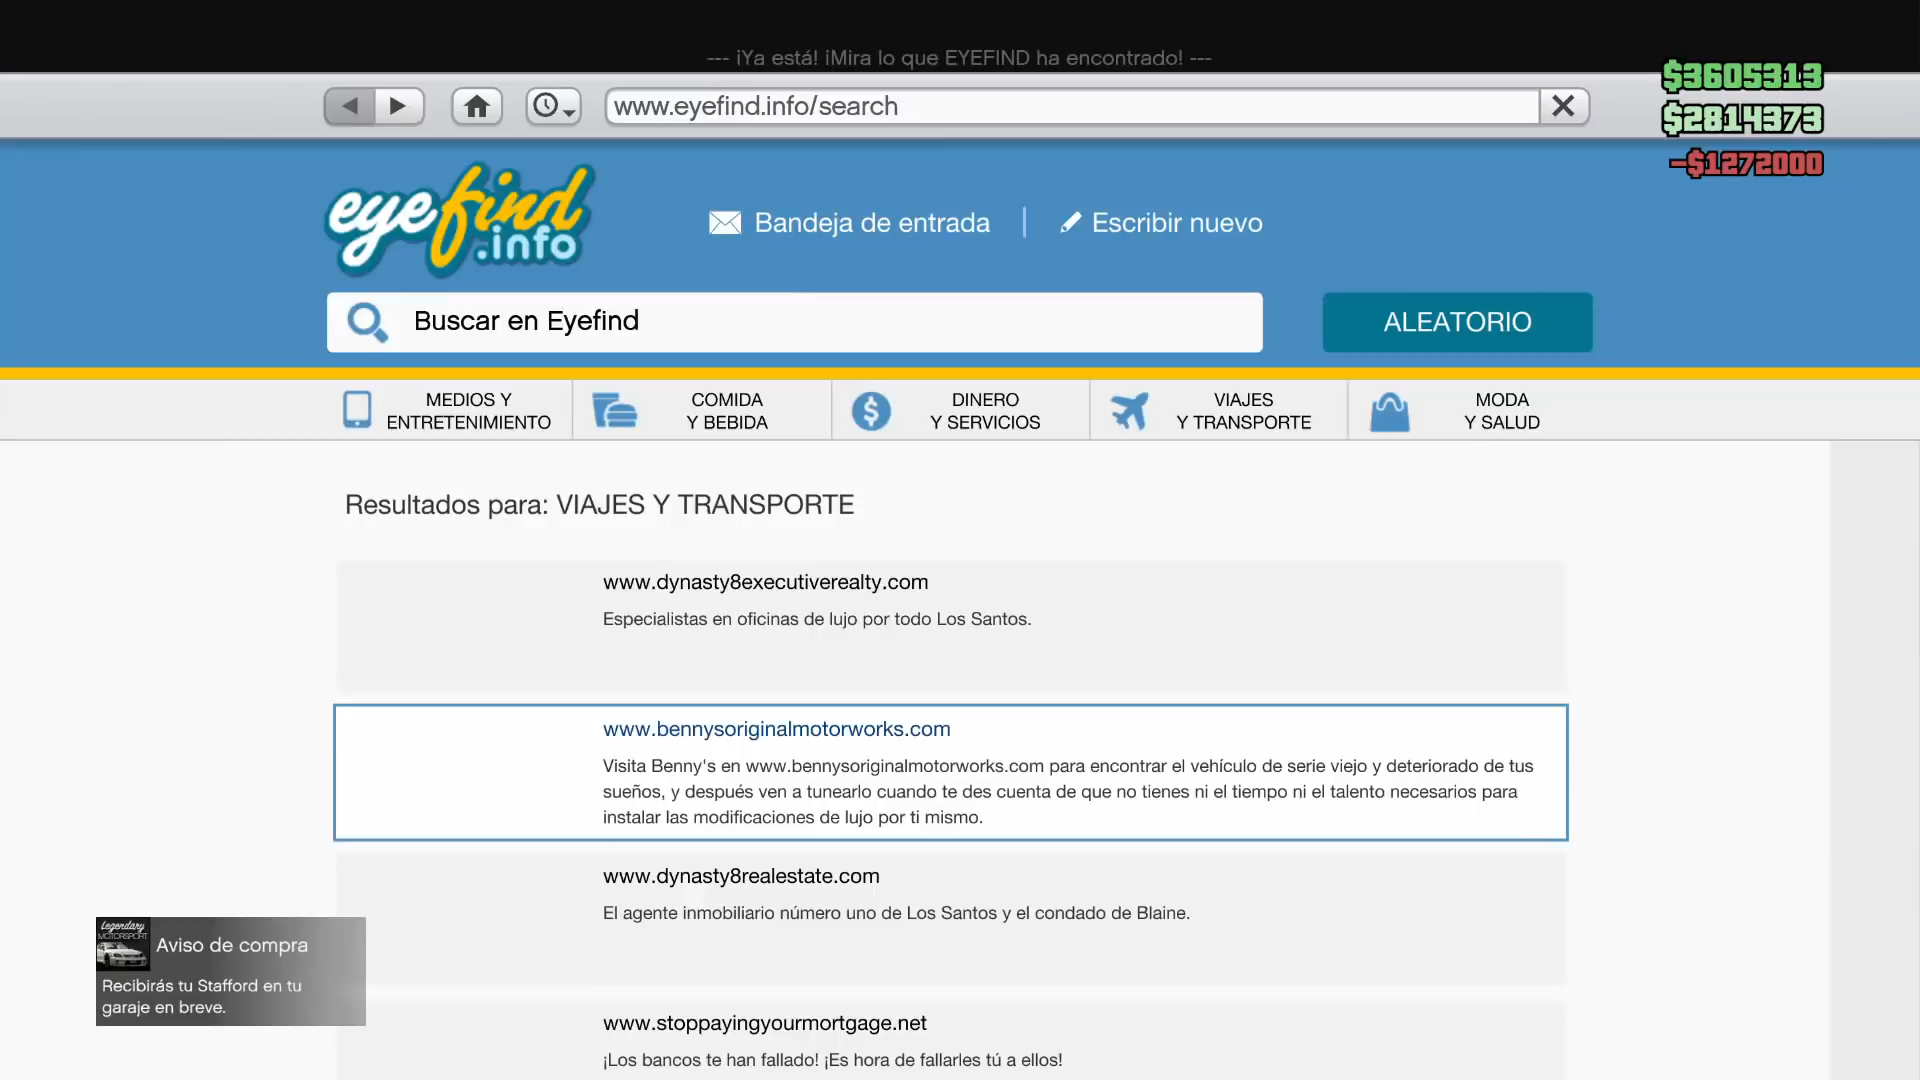 --- ¡Ya está! ¡Mira lo que EYEFIND ha encontrado! ---
$3605313
www.eyefind.info/search
$2814373
-$1272000
eyefind
.info
Bandeja de entrada
Escribir nuevo
Buscar en Eyefind
ALEATORIO
MEDIOS Y
ENTRETENIMIENTO
COMIDA
Y BEBIDA
DINERO
Y SERVICIOS
VIAJES
Y TRANSPORTE
MODA
Y SALUD
Resultados para: VIAJES Y TRANSPORTE
www.dynasty8executiverealty.com
Especialistas en oficinas de lujo por todo Los Santos.
www.bennysoriginalmotorworks.com
Visita Benny's en www.bennysoriginalmotorworks.com para encontrar el vehículo de serie viejo y deteriorado de tus
sueños, y después ven a tunearlo cuando te des cuenta de que no tienes ni el tiempo ni el talento necesarios para
instalar las modificaciones de lujo por ti mismo.
www.dynasty8realestate.com
El agente inmobiliario número uno de Los Santos y el condado de Blaine.
Legendary
MOTORSPORT
Aviso de compra
Recibirás tu Stafford en tu
garaje en breve.
www.stoppayingyourmortgage.net
¡Los bancos te han fallado! ¡Es hora de fallarles tú a ellos!